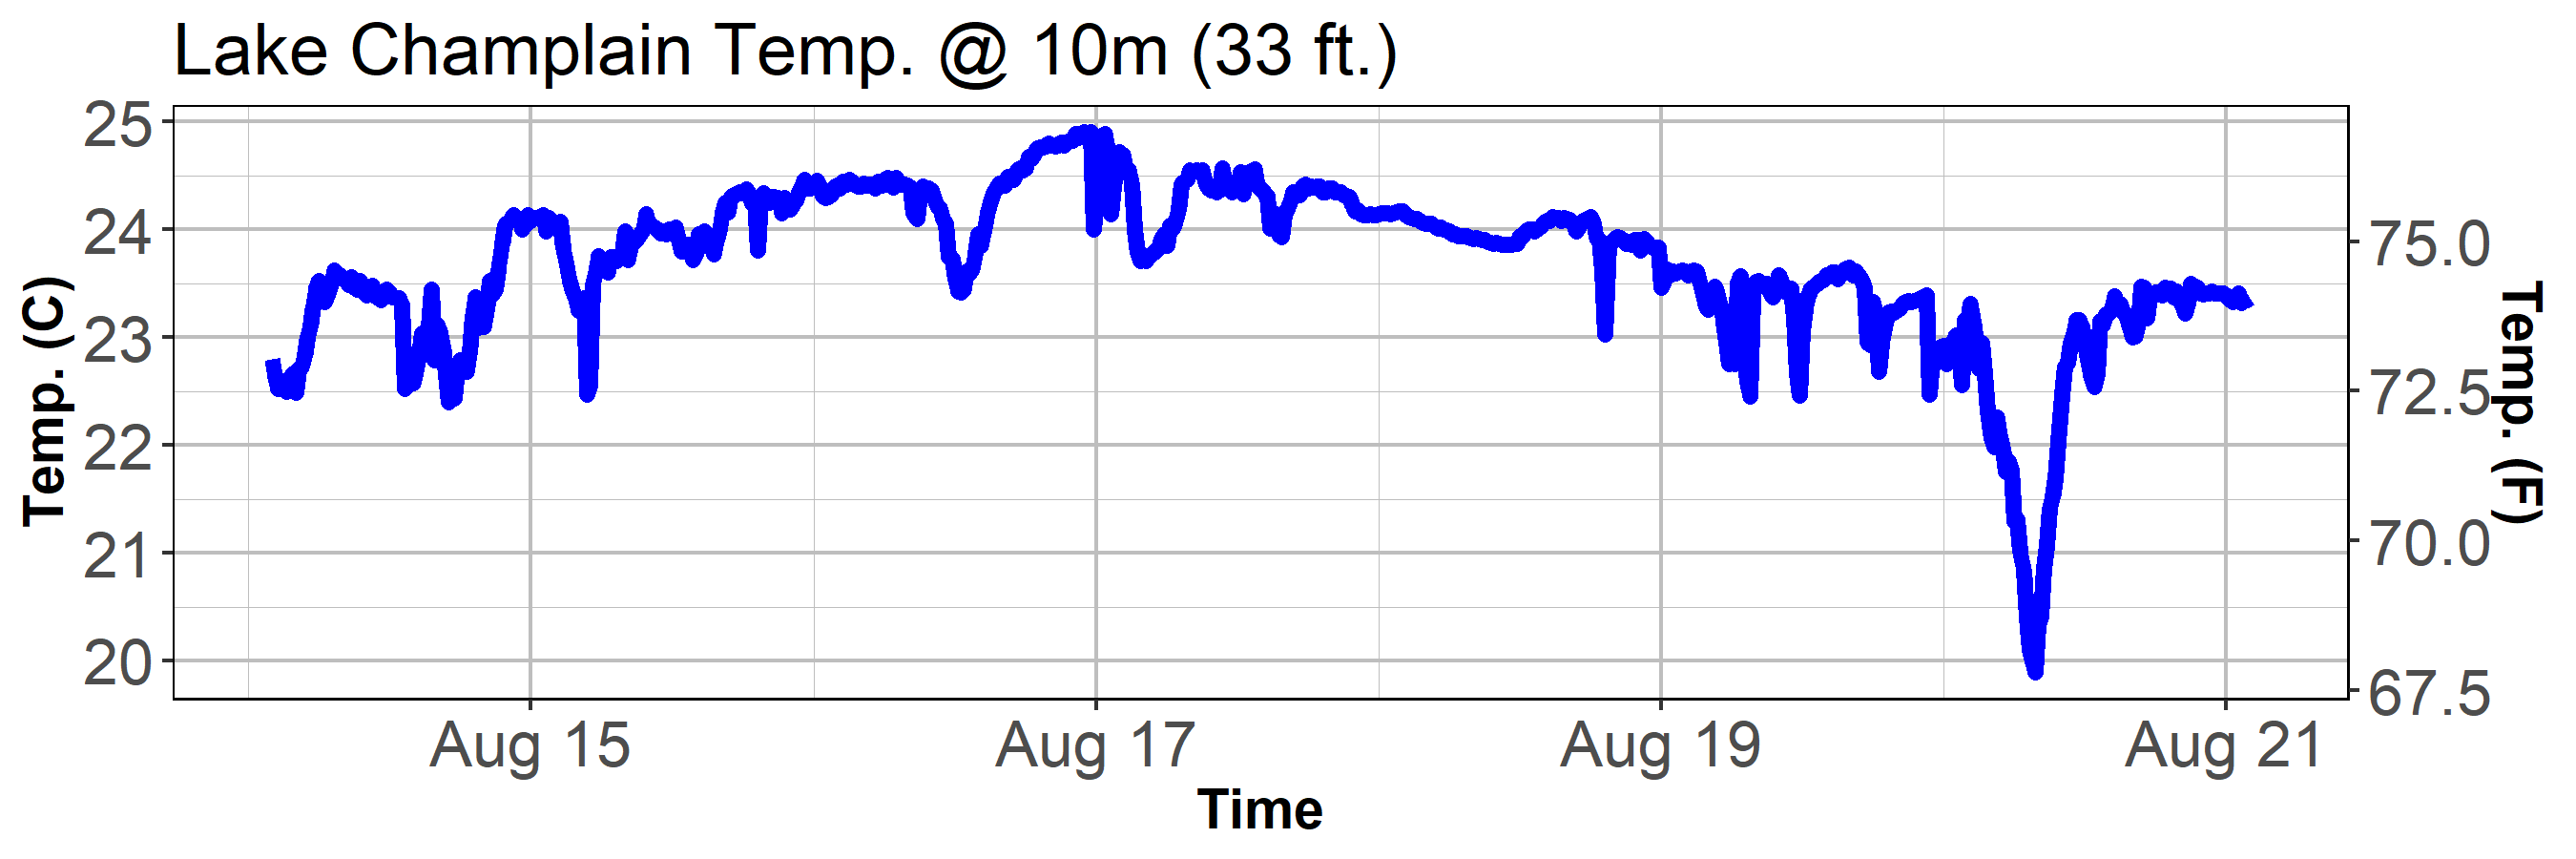 Lake Champlain Temp. @ 10m (33 ft.)
25
24
23
22
21
20
Temp. (C)
75.0
72.5
70.0
67.5
Temp. (F)
Aug 15 Aug 17 Aug 19 Aug 21
Time